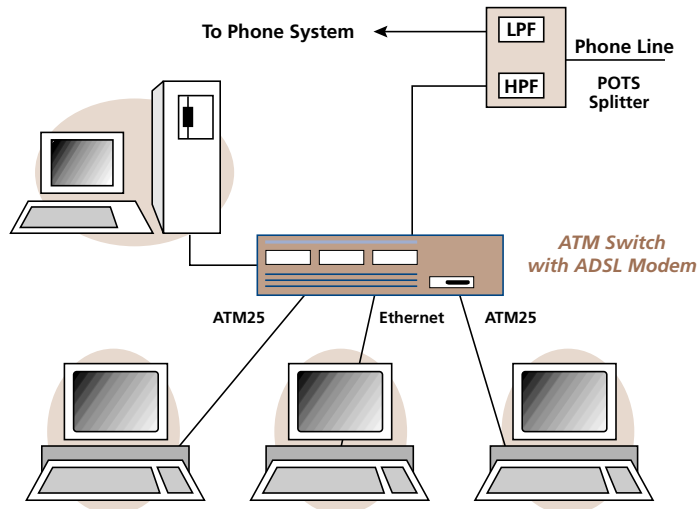 To Phone System
LPF
Phone Line
HPF
POTS
Splitter
ATM Switch
with ADSL Modem
ATM25
Ethernet
ATM25